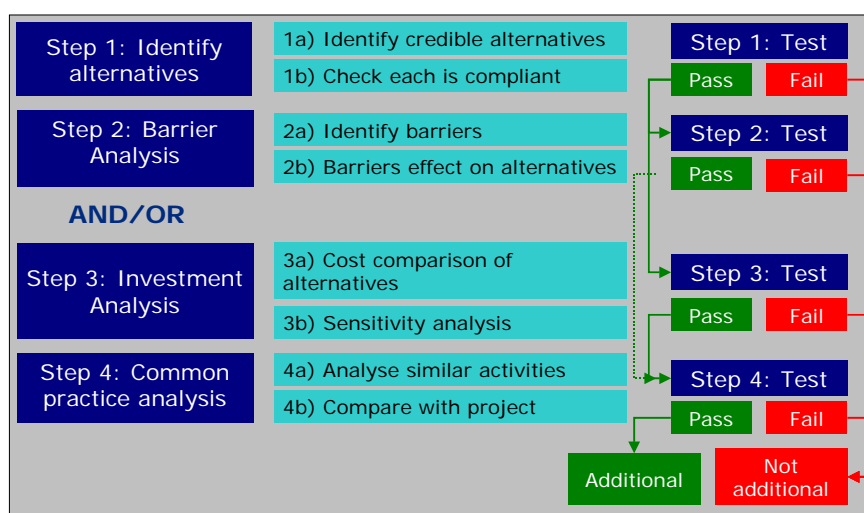 Step 1: Identify
alternatives
1a) Identify credible alternatives
1b) Check each is compliant
Step 1: Test
Pass
Fail
Step 2: Barrier
Analysis
2a) Identify barriers
2b) Barriers effect on alternatives
Step 2: Test
Pass
Fail
AND/OR
Step 3: Investment
Analysis
3a) Cost comparison of
alternatives
3b) Sensitivity analysis
Step 3: Test
Pass
Fail
Step 4: Common
practice analysis
4a) Analyse similar activities
4b) Compare with project
Step 4: Test
Pass
Fail
Additional
Not
additional